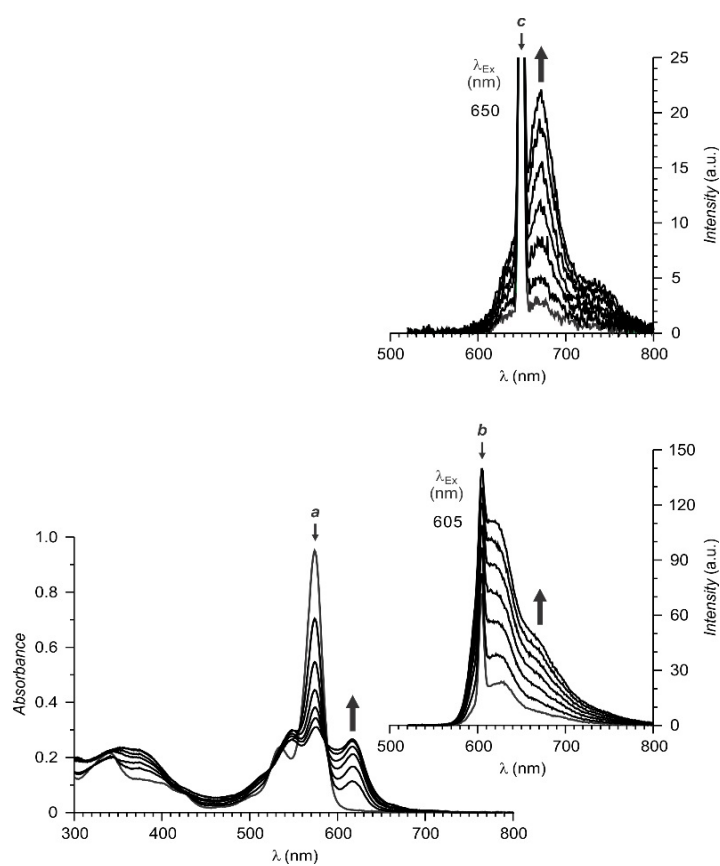 c
λEx
(nm)
650
25
20
15
10
5
0
Intensity (a.u.)
500 600 700 800
λ (nm)
b
λEx
(nm)
605
150
120
90
60
30
0
Intensity (a.u.)
500 600 700 800
λ (nm)
a
1.0
0.8
0.6
0.4
0.2
0
Absorbance
300 400 500 600 700 800
λ (nm)